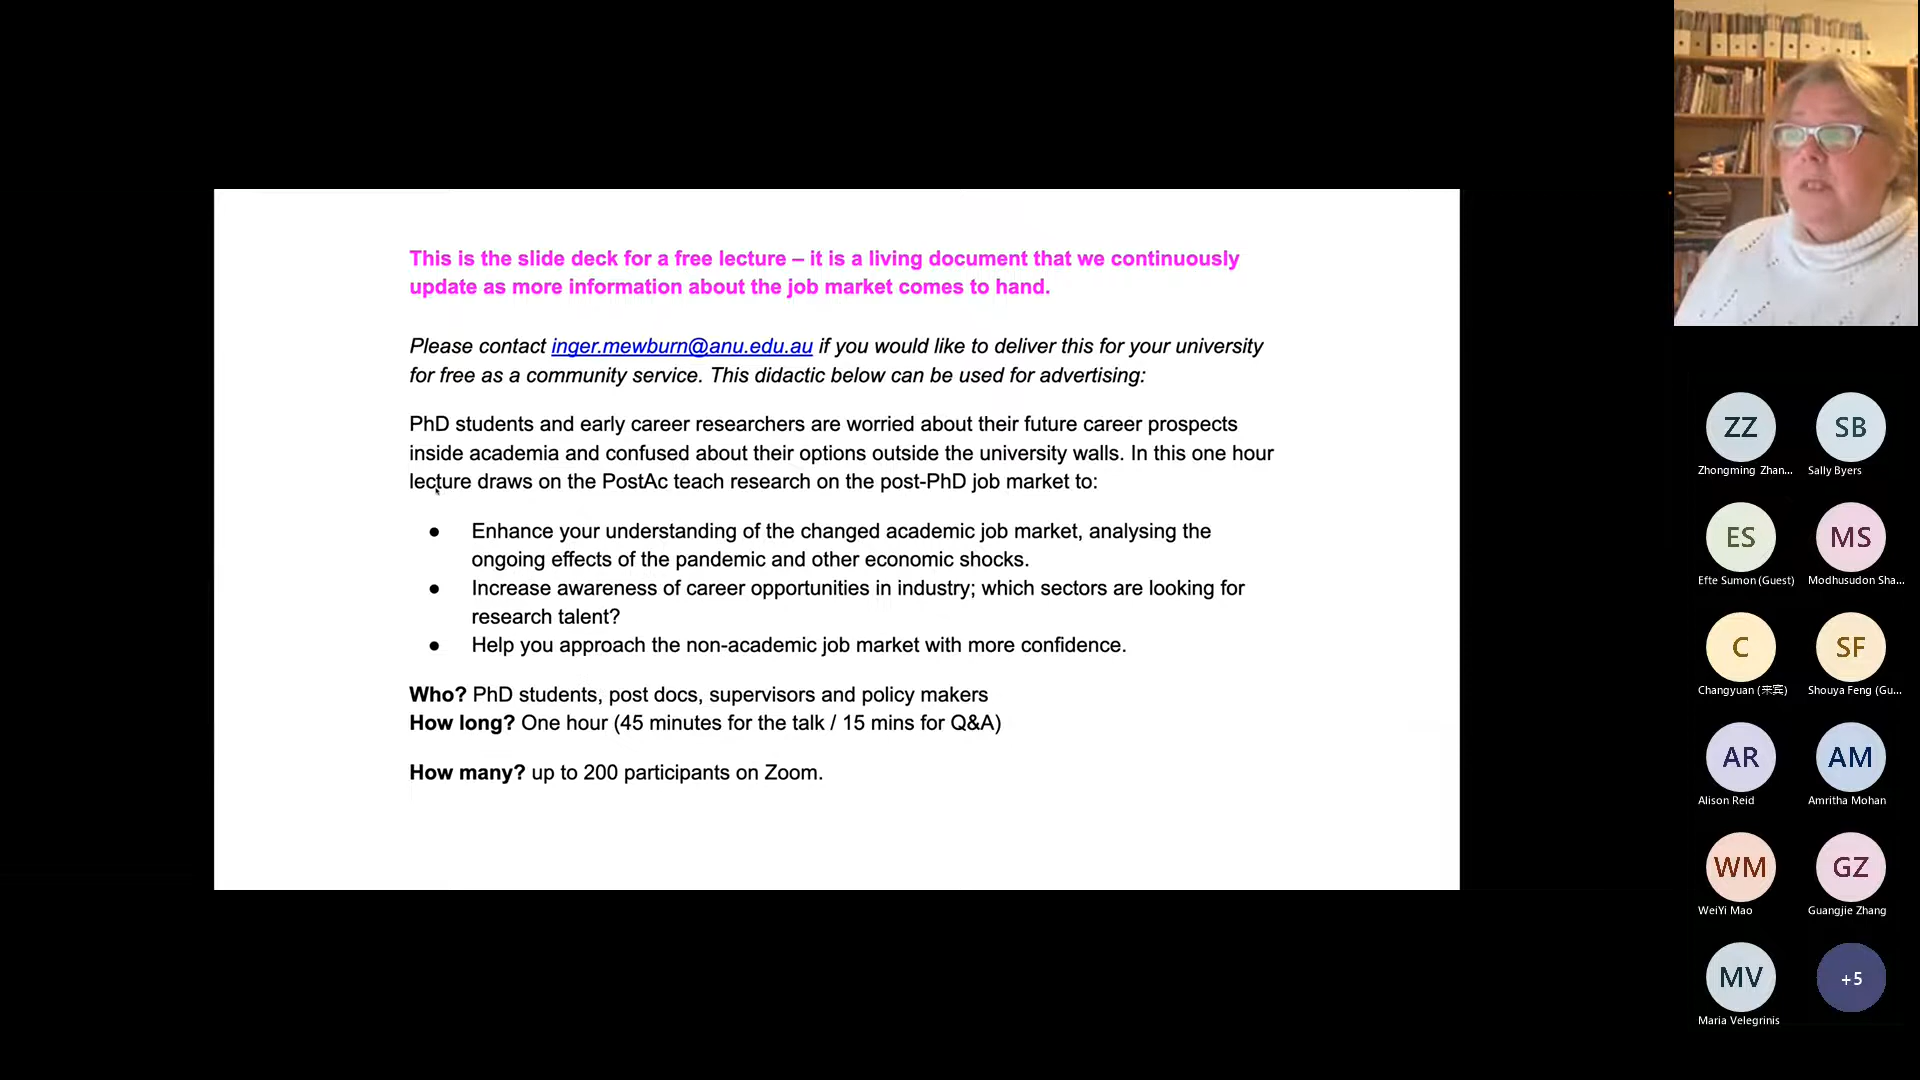 This is the slide deck for a free lecture – it is a living document that we continuously
update as more information about the job market comes to hand.
Please contact inger.mewburn@anu.edu.au if you would like to deliver this for your university
for free as a community service. This didactic below can be used for advertising:
PhD students and early career researchers are worried about their future career prospects
inside academia and confused about their options outside the university walls. In this one hour
lecture draws on the PostAc teach research on the post-PhD job market to:
● Enhance your understanding of the changed academic job market, analysing the
ongoing effects of the pandemic and other economic shocks.
● Increase awareness of career opportunities in industry; which sectors are looking for
research talent?
● Help you approach the non-academic job market with more confidence.
Who? PhD students, post docs, supervisors and policy makers
How long? One hour (45 minutes for the talk / 15 mins for Q&A)
How many? up to 200 participants on Zoom.
ZZ
Zhongming Zhan...
SB
Sally Byers
ES
Efte Sumon (Guest)
MS
Modhusudon Sha...
C
Changyuan (来宾)
SF
Shouya Feng (Gu...
AR
Alison Reid
AM
Amritha Mohan
WM
WeiYi Mao
GZ
Guangjie Zhang
MV
Maria Velegrinis
+5